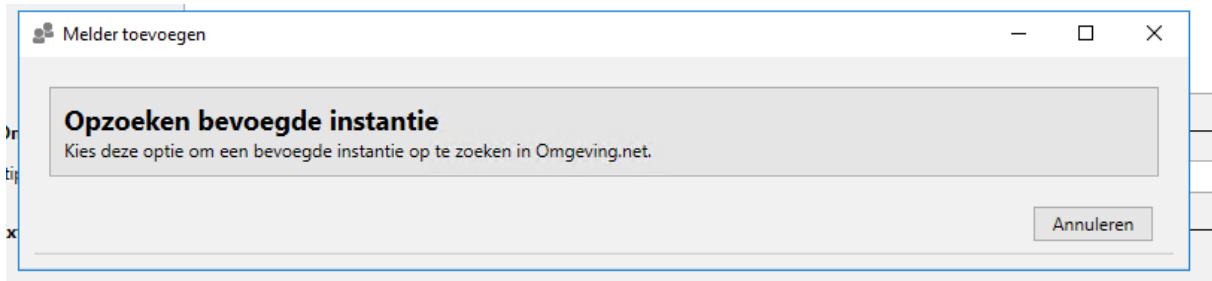 Melder toevoegen
Opzoeken bevoegde instantie
Kies deze optie om een bevoegde instantie op te zoeken in Omgeving.net.
Annuleren